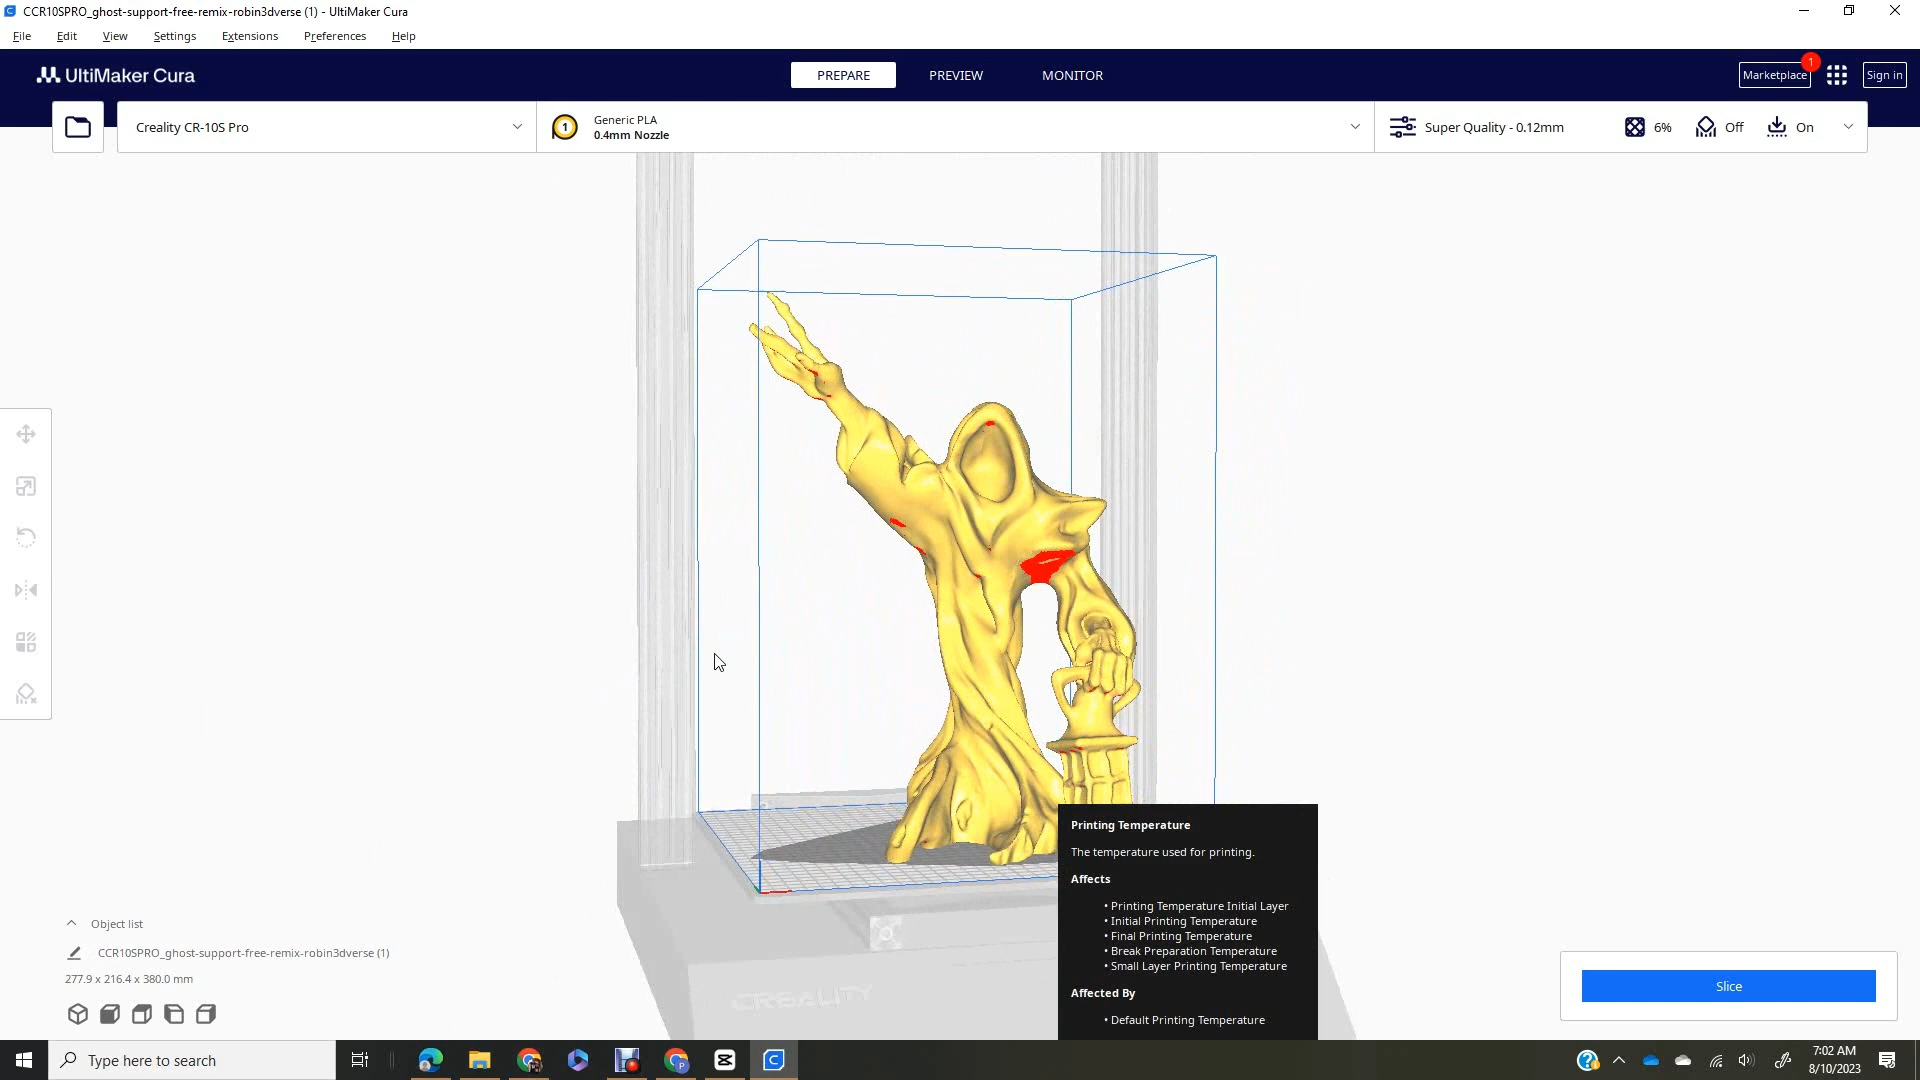 CCR10SPRO_ghost-support-free-remix-robin3dverse (1) - UltiMaker Cura
File Edit View Settings Extensions Preferences Help
UltiMaker Cura
PREPARE PREVIEW MONITOR
Marketplace 1
Sign in
Creality CR-10S Pro
1
Generic PLA
0.4mm Nozzle
Super Quality - 0.12mm
6%
Off
On
Printing Temperature
The temperature used for printing.
Affects
• Printing Temperature Initial Layer
• Initial Printing Temperature
• Final Printing Temperature
• Break Preparation Temperature
• Small Layer Printing Temperature
Affected By
• Default Printing Temperature
Object list
CCR10SPRO_ghost-support-free-remix-robin3dverse (1)
277.9 x 216.4 x 380.0 mm
CREALITY
Slice
Type here to search
7:02 AM
8/10/2023